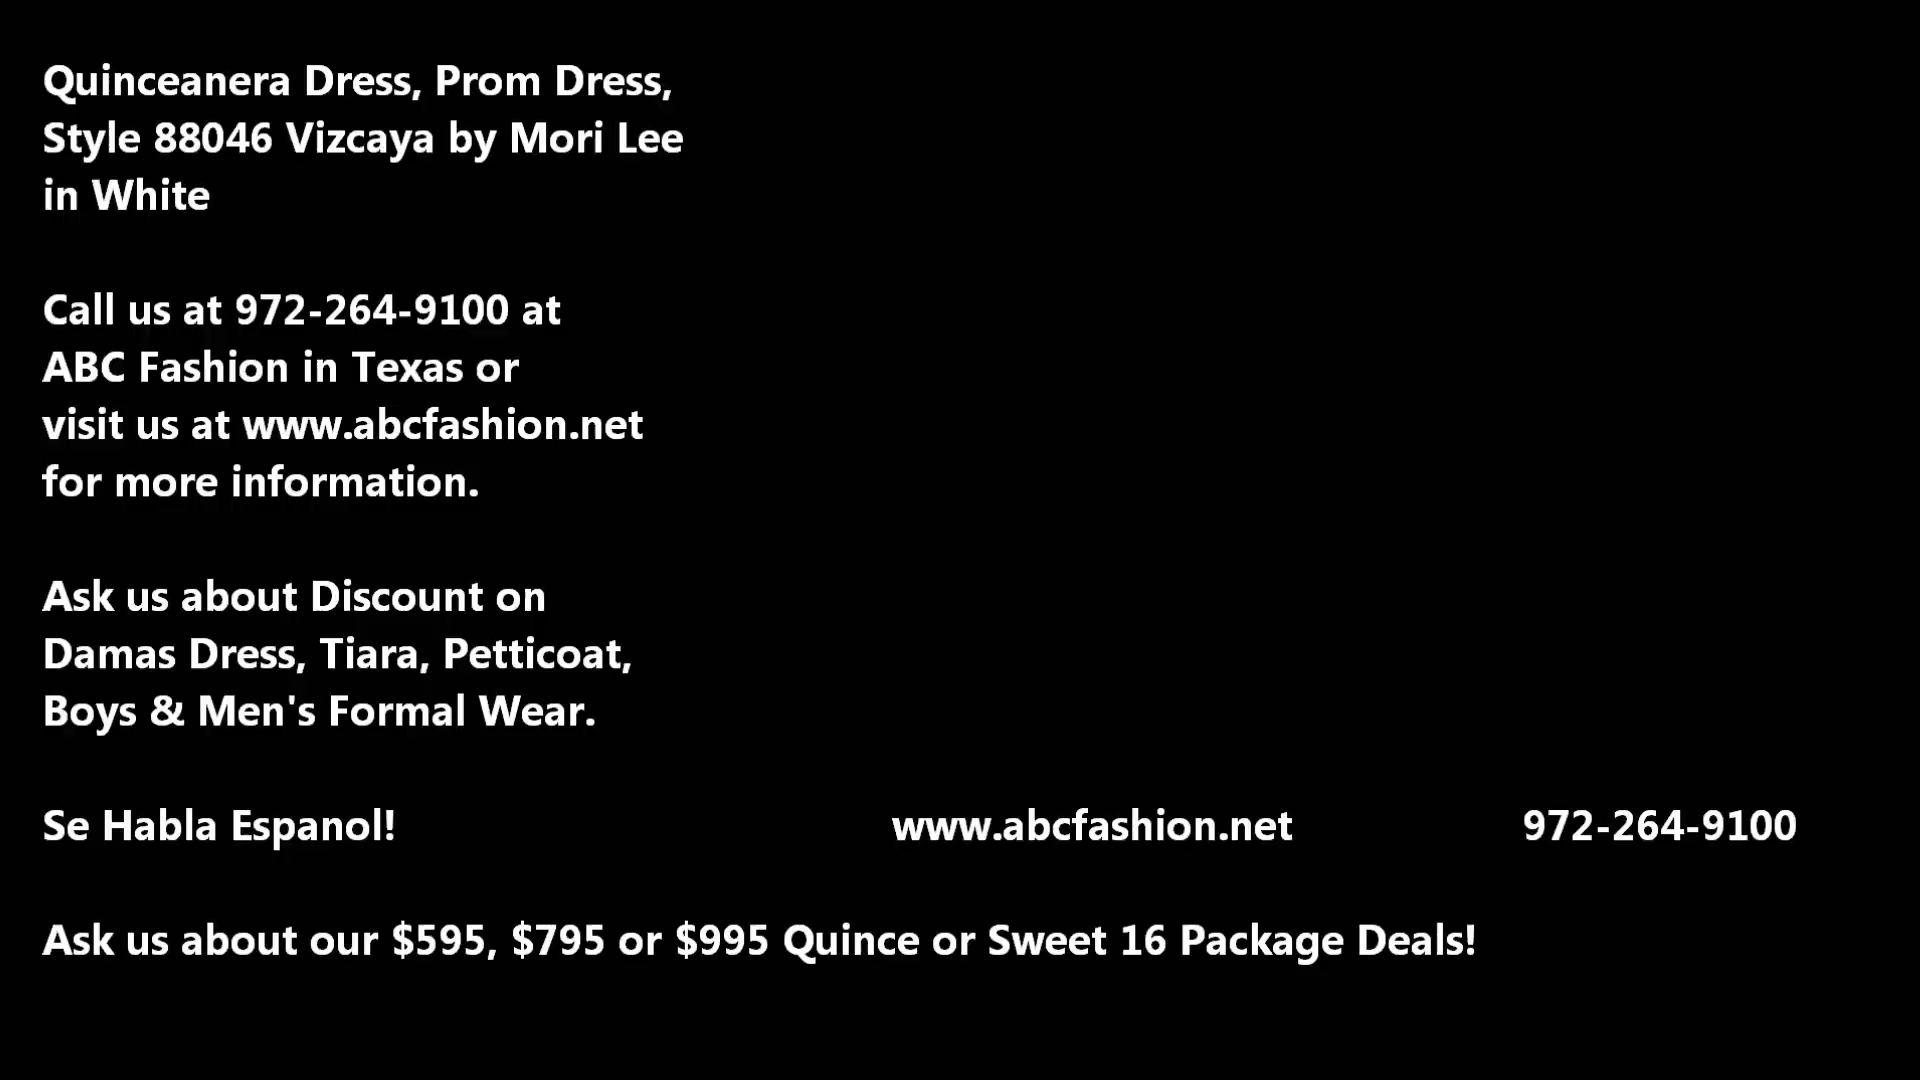 Quinceanera Dress, Prom Dress,
Style 88046 Vizcaya by Mori Lee
in White
Call us at 972-264-9100 at
ABC Fashion in Texas or
visit us at www.abcfashion.net
for more information.
Ask us about Discount on
Damas Dress, Tiara, Petticoat,
Boys & Men's Formal Wear.
Se Habla Espanol! www.abcfashion.net 972-264-9100
Ask us about our $595, $795 or $995 Quince or Sweet 16 Package Deals!